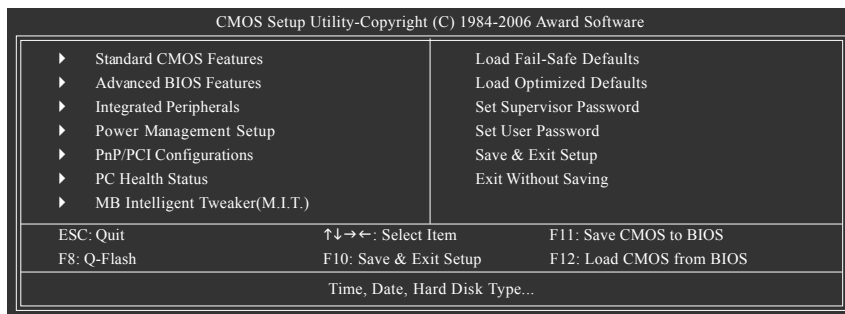 CMOS Setup Utility-Copyright (C) 1984-2006 Award Software
Standard CMOS Features
Advanced BIOS Features
Integrated Peripherals
Power Management Setup
PnP/PCI Configurations
PC Health Status
MB Intelligent Tweaker(M.I.T.)
Load Fail-Safe Defaults
Load Optimized Defaults
Set Supervisor Password
Set User Password
Save & Exit Setup
Exit Without Saving
ESC: Quit ↑↓→←: Select Item F11: Save CMOS to BIOS
F8: Q-Flash F10: Save & Exit Setup F12: Load CMOS from BIOS
Time, Date, Hard Disk Type...